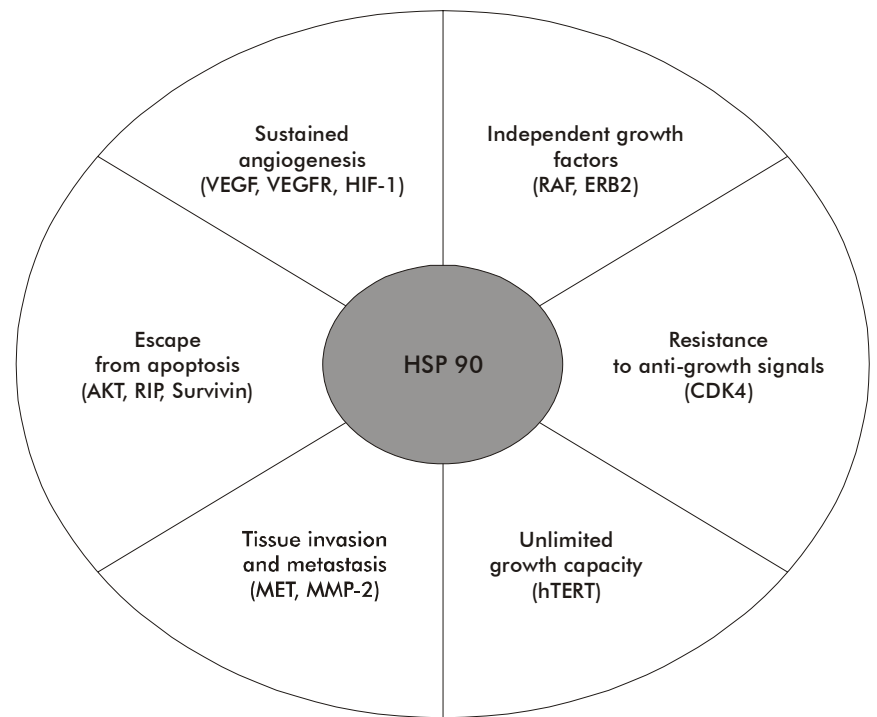 Sustained
angiogenesis
(VEGF, VEGFR, HIF-1)
Independent growth
factors
(RAF, ERB2)
Escape
from apoptosis
(AKT, RIP, Survivin)
HSP 90
Resistance
to anti-growth signals
(CDK4)
Tissue invasion
and metastasis
(MET, MMP-2)
Unlimited
growth capacity
(hTERT)